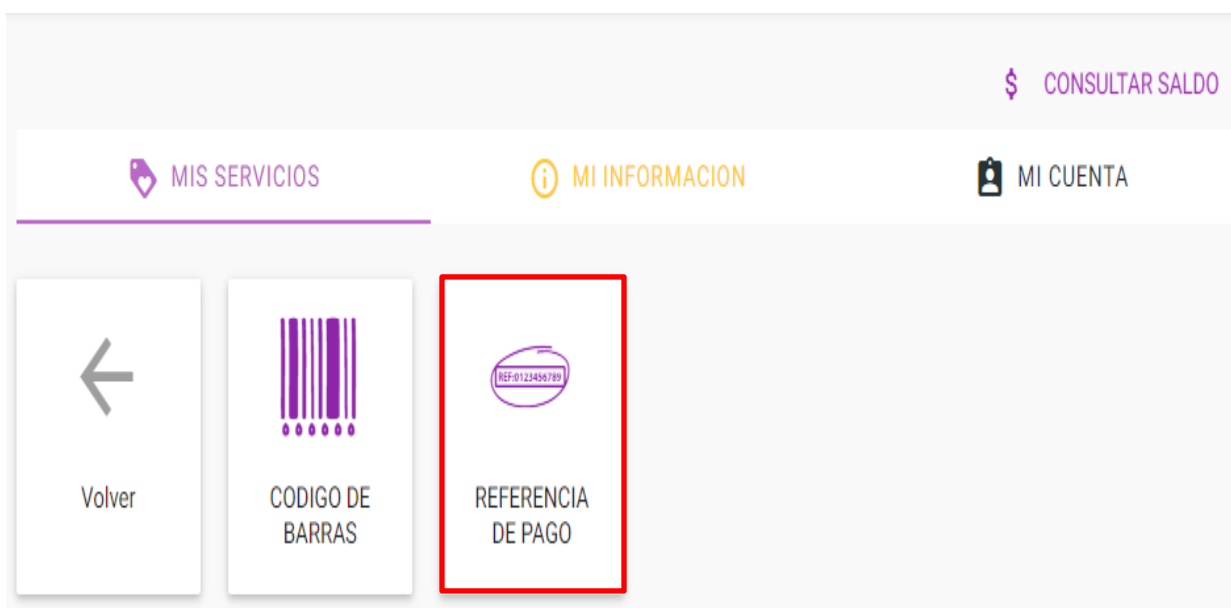 $ CONSULTAR SALDO
MIS SERVICIOS
MI INFORMACION
MI CUENTA
Volver
CODIGO DE
BARRAS
REF:0123456789
REFERENCIA
DE PAGO